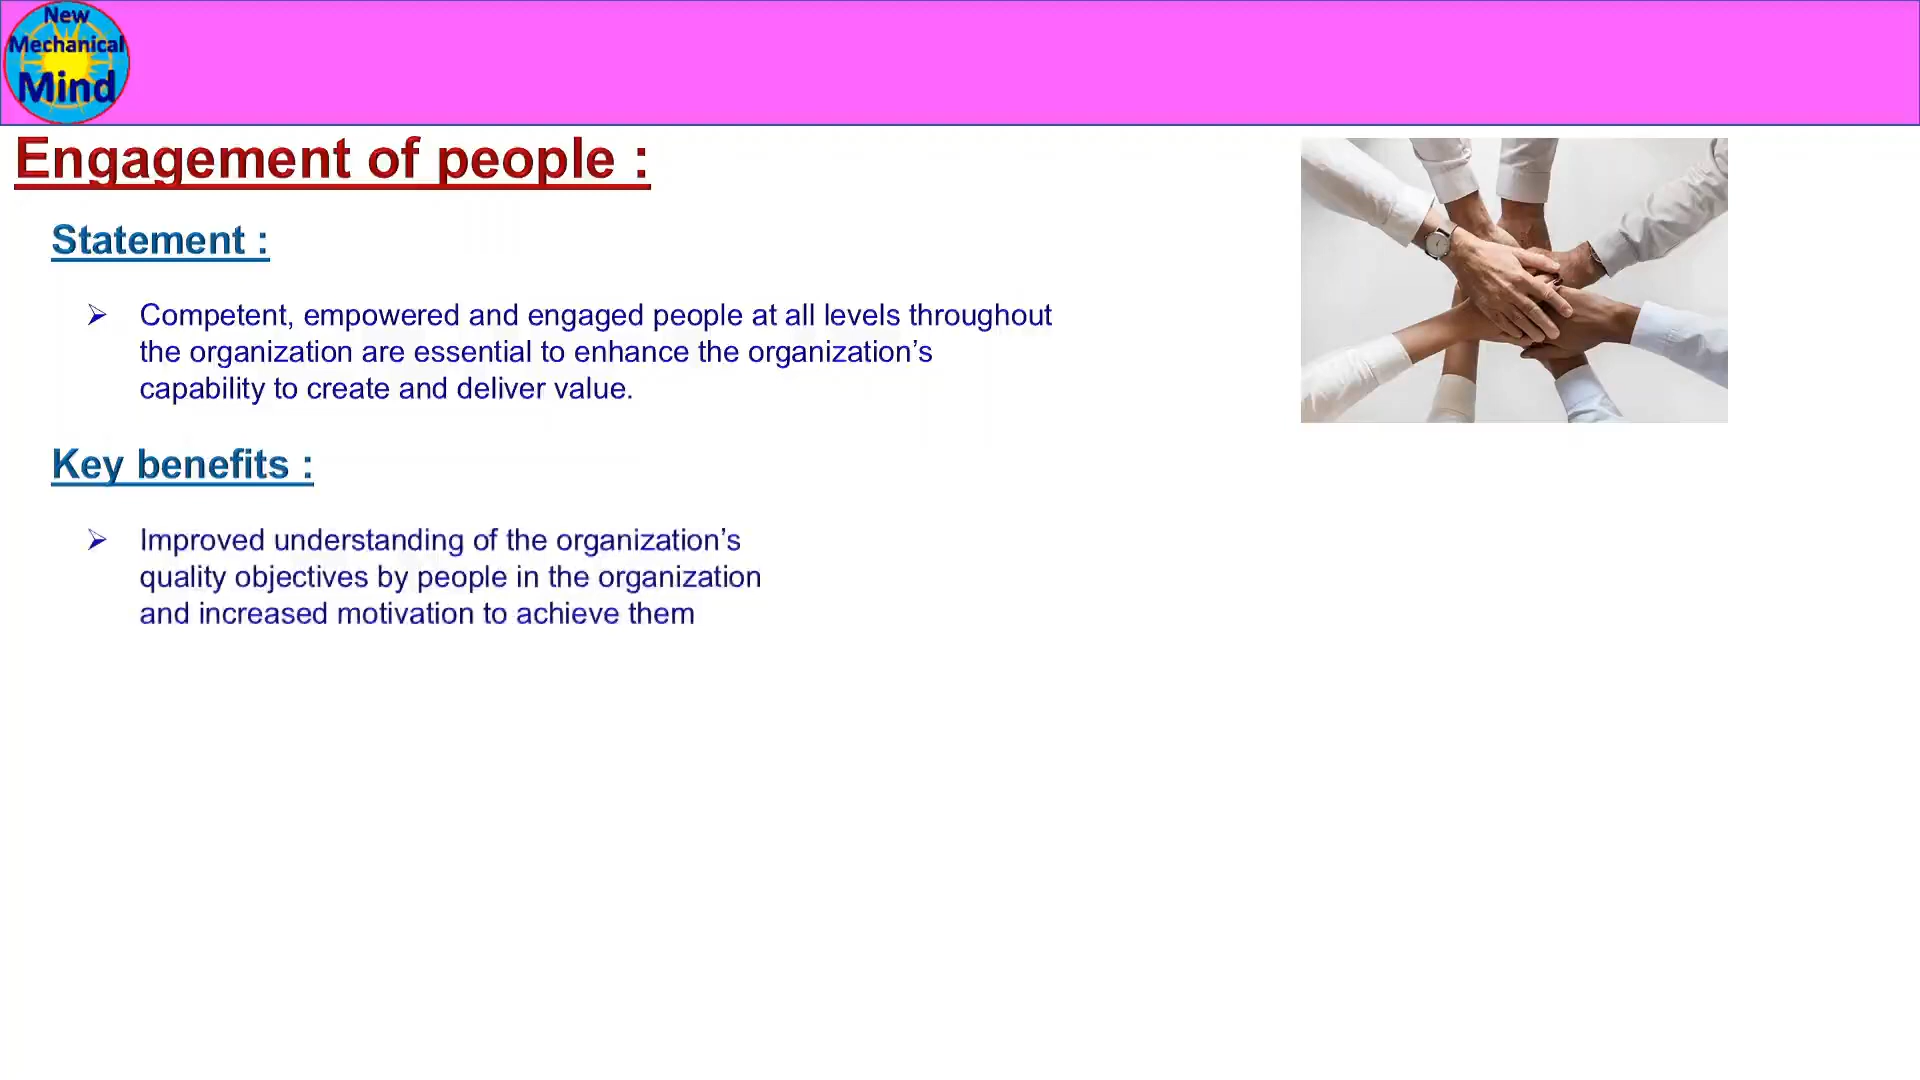 New
Mechanical
Mind
Engagement of people :
Statement :
➢ Competent, empowered and engaged people at all levels throughout
the organization are essential to enhance the organization’s
capability to create and deliver value.
Key benefits :
➢ Improved understanding of the organization’s
quality objectives by people in the organization
and increased motivation to achieve them